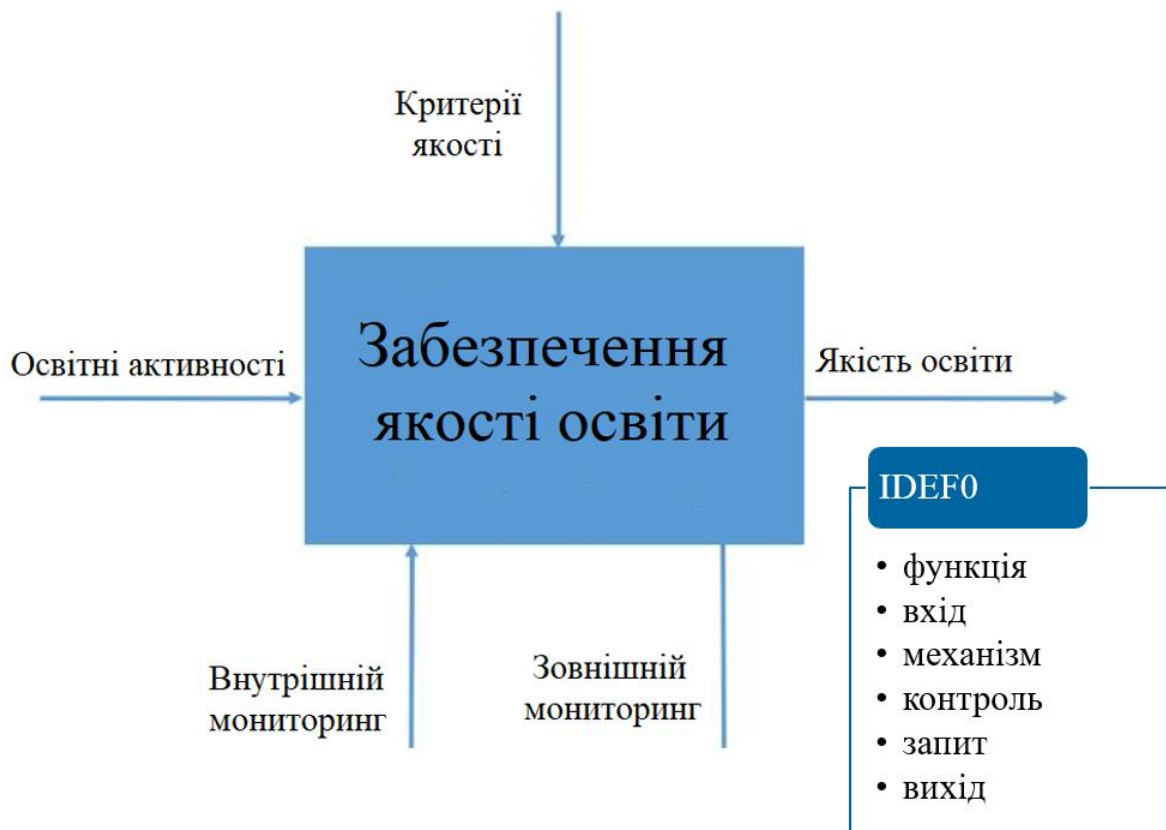 Критерії
якості
Забезпечення
якості освіти
Освітні активності
Якість освіти
Внутрішній
мониторинг
Зовнішній
мониторинг
IDEF0
• функція
• вхід
• механізм
• контроль
• запит
• вихід